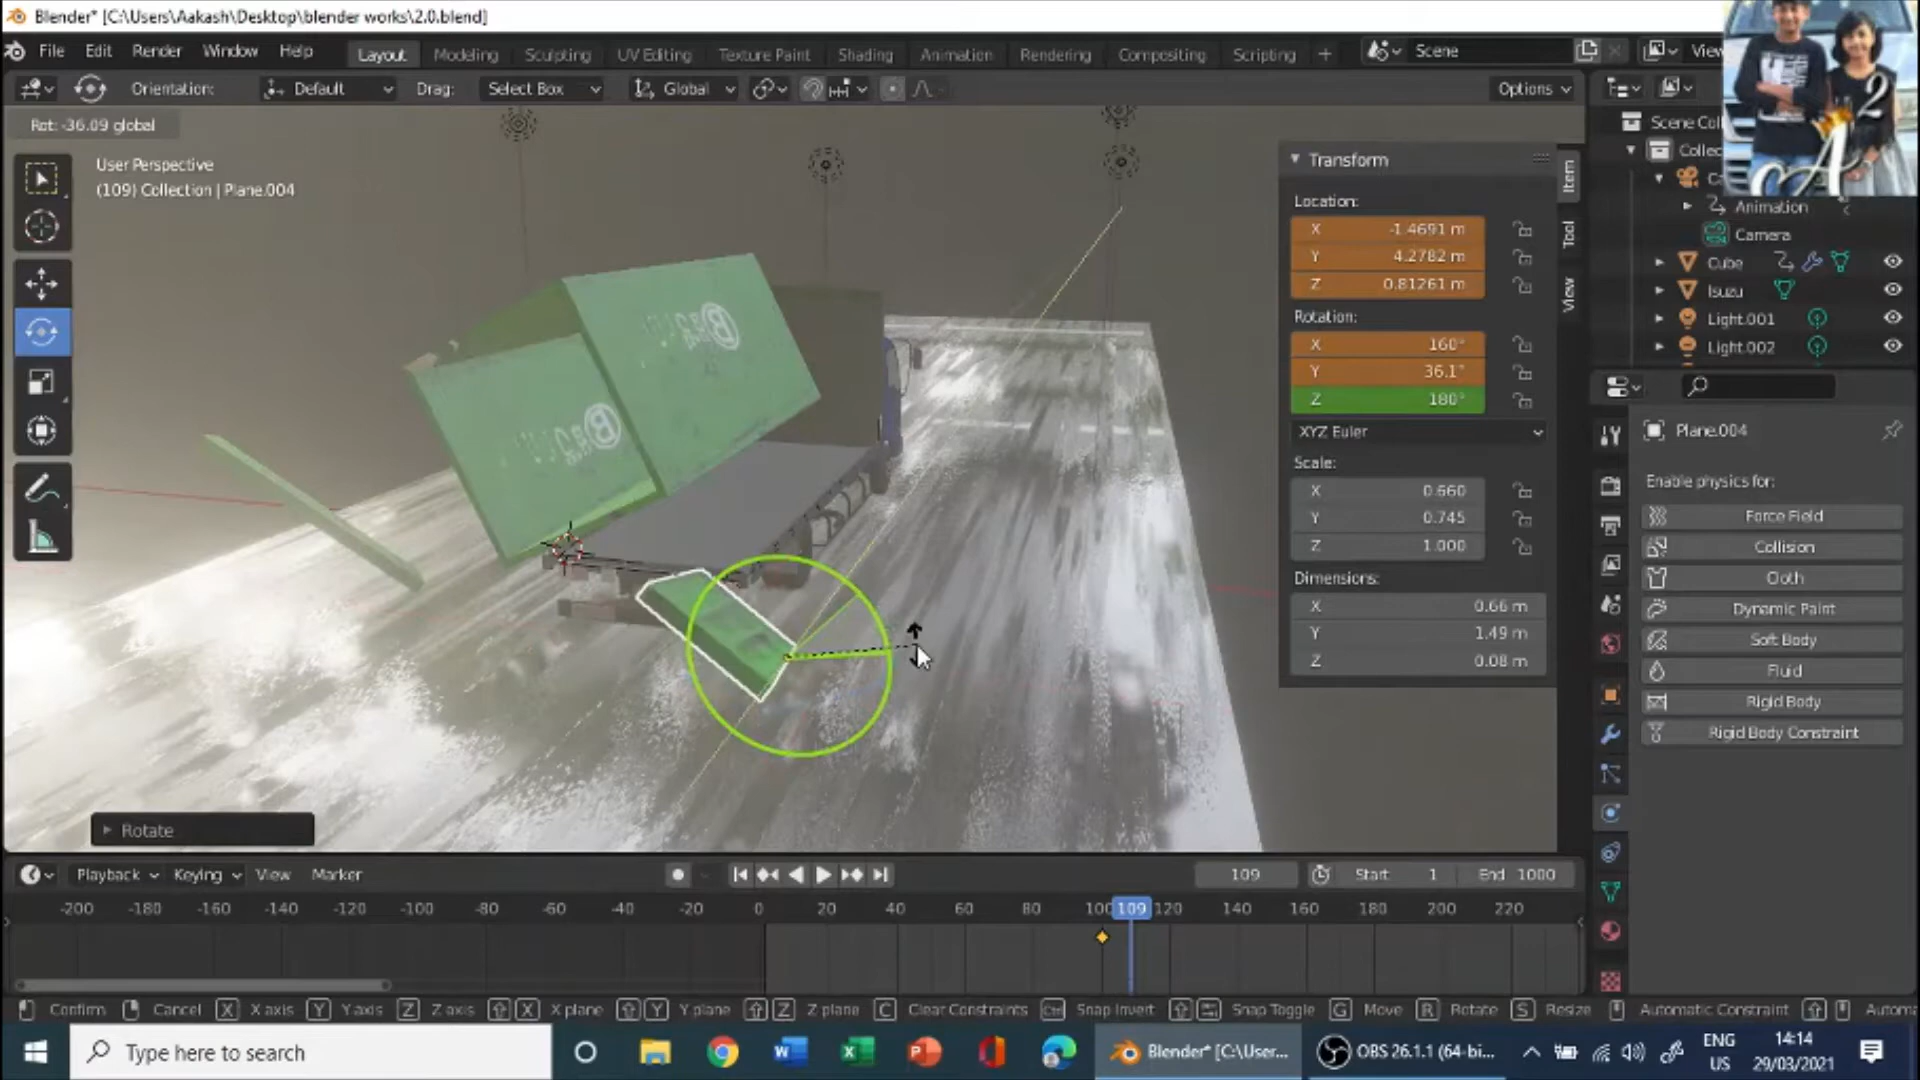 Blender* [C:\Users\Aakash\Desktop\blender works\2.0.blend]
File Edit Render Window Help Layout Modeling Sculpting UV Editing Texture Paint Shading Animation Rendering Compositing Scripting + Scene View
Orientation: Default Drag: Select Box Global Options
Rot: -36.09 global
User Perspective
(109) Collection | Plane.004
Transform
Location:
X -1.4691 m
Y 4.2782 m
Z 0.81261 m
Rotation:
X 160°
Y 36.1°
Z 180°
XYZ Euler
Scale:
X 0.660
Y 0.745
Z 1.000
Dimensions:
X 0.66 m
Y 1.49 m
Z 0.08 m
Item
Tool
View
2
A
Scene Col
Collec
Animation
Camera
Cube
Isuzu
Light.001
Light.002
Plane.004
Enable physics for:
Force Field
Collision
Cloth
Dynamic Paint
Soft Body
Fluid
Rigid Body
Rigid Body Constraint
Rotate
Playback Keying View Marker 109 Start 1 End 1000
-200 -180 -160 -140 -120 -100 -80 -60 -40 -20 0 20 40 60 80 100 109 120 140 160 180 200 220
Confirm Cancel X X axis Y Y axis Z Z axis X X plane Y Y plane Z Z plane C Clear Constraints Ctrl Snap Invert Snap Toggle G Move R Rotate S Resize Automatic Constraint Automa
Type here to search Blender* [C:\User... OBS 26.1.1 (64-bi... ENG US 14:14 29/03/2021